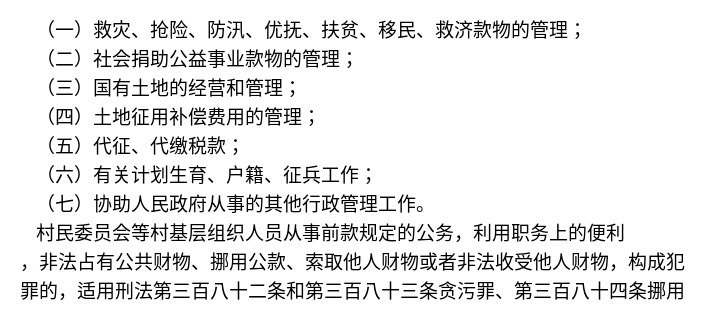 （一）救灾、抢险、防汛、优抚、扶贫、移民、救济款物的管理；
（二）社会捐助公益事业款物的管理；
（三）国有土地的经营和管理；
（四）土地征用补偿费用的管理；
（五）代征、代缴税款；
（六）有关计划生育、户籍、征兵工作；
（七）协助人民政府从事的其他行政管理工作。
村民委员会等村基层组织人员从事前款规定的公务，利用职务上的便利
，非法占有公共财物、挪用公款、索取他人财物或者非法收受他人财物，构成犯
罪的，适用刑法第三百八十二条和第三百八十三条贪污罪、第三百八十四条挪用